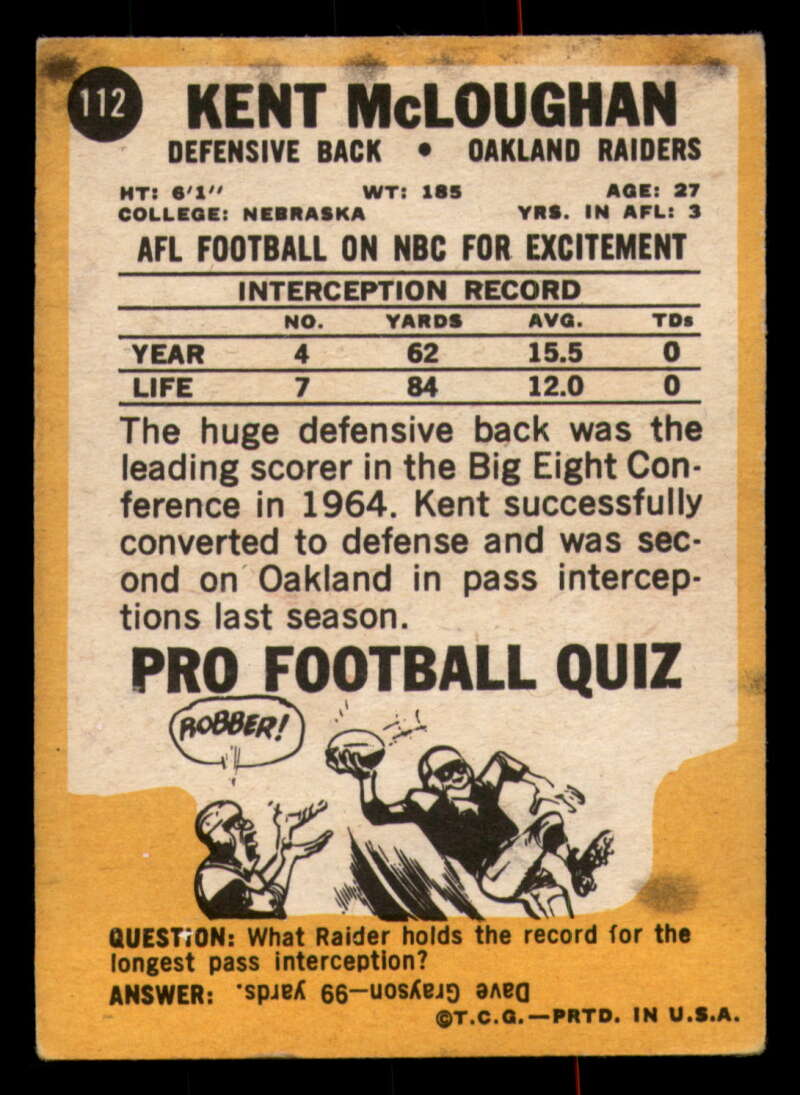 112
KENT McLOUGHAN
DEFENSIVE BACK • OAKLAND RAIDERS
HT: 6'1" WT: 185 AGE: 27
COLLEGE: NEBRASKA YRS. IN AFL: 3
AFL FOOTBALL ON NBC FOR EXCITEMENT
INTERCEPTION RECORD
NO. YARDS AVG. TDs
YEAR 4 62 15.5 0
LIFE 7 84 12.0 0
The huge defensive back was the
leading scorer in the Big Eight Con-
ference in 1964. Kent successfully
converted to defense and was sec-
ond on Oakland in pass intercep-
tions last season.
PRO FOOTBALL QUIZ
ROBBER!
QUESTION: What Raider holds the record for the
longest pass interception?
ANSWER: Dave Grayson—99 yards.
©T.C.G.—PRTD. IN U.S.A.